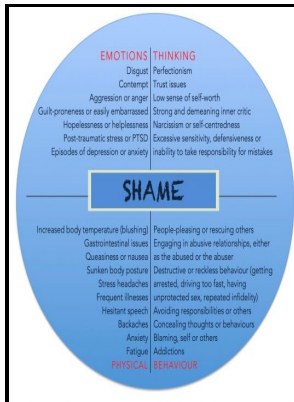 EMOTIONS THINKING
Disgust Perfectionism
Contempt Trust issues
Aggression or anger Low sense of self-worth
Guilt-proneness or easily embarrassed Strong and demeaning inner critic
Hopelessness or helplessness Narcissism or self-centredness
Post-traumatic stress or PTSD Excessive sensitivity, defensiveness or
Episodes of depression or anxiety inability to take responsibility for mistakes
SHAME
Increased body temperature (blushing) People-pleasing or rescuing others
Gastrointestinal issues Engaging in abusive relationships, either
Queasiness or nausea as the abused or the abuser
Sunken body posture Destructive or reckless behaviour (getting
Stress headaches arrested, driving too fast, having
Frequent illnesses unprotected sex, repeated infidelity)
Hesitant speech Avoiding responsibilities or others
Backaches Concealing thoughts or behaviours
Anxiety Blaming, self or others
Fatigue Addictions
PHYSICAL BEHAVIOUR